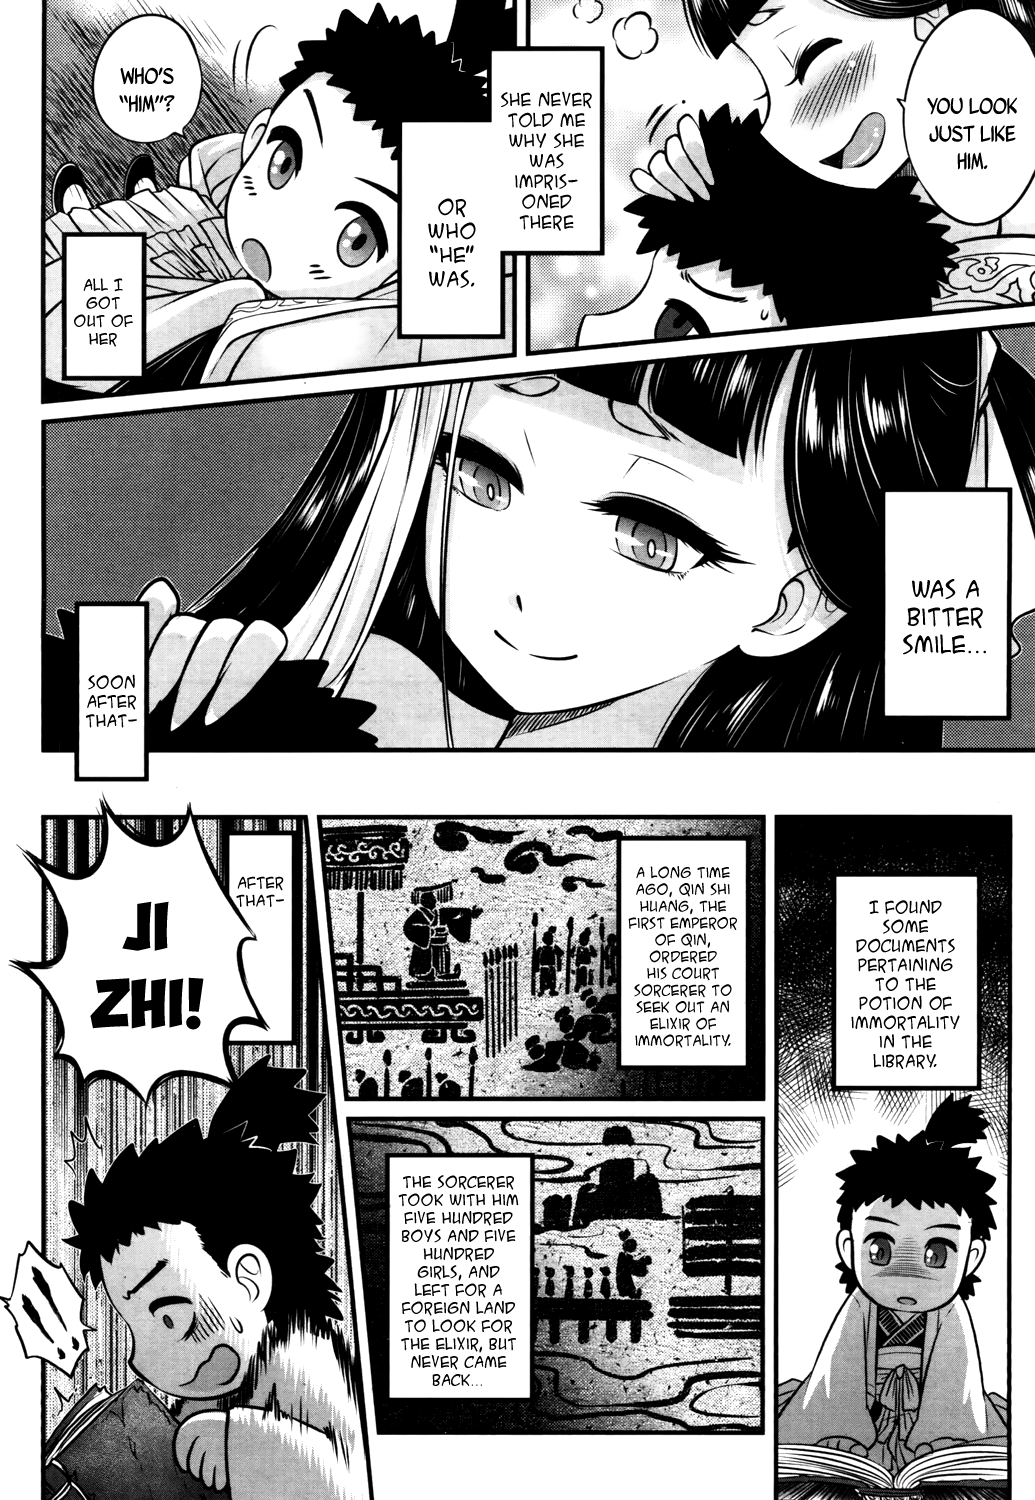 YOU LOOK
JUST LIKE
HIM.
SHE NEVER
TOLD ME
WHY SHE
WAS
IMPRIS-
ONED
THERE
OR
WHO
"HE"
WAS.
WHO'S
"HIM"?
ALL I
GOT
OUT OF
HER
WAS A
BITTER
SMILE...
SOON
AFTER
THAT-
I FOUND
SOME
DOCUMENTS
PERTAINING
TO THE
POTION OF
IMMORTALITY
IN THE
LIBRARY.
A LONG TIME
AGO, QIN SHI
HUANG, THE
FIRST EMPEROR
OF QIN,
ORDERED
HIS COURT
SORCERER TO
SEEK OUT AN
ELIXIR OF
IMMORTALITY.
THE SORCERER
TOOK WITH HIM
FIVE HUNDRED
BOYS AND FIVE
HUNDRED
GIRLS, AND
LEFT FOR A
FOREIGN LAND
TO LOOK FOR
THE ELIXIR, BUT
NEVER CAME
BACK...
AFTER
THAT-
JI
ZHI!
!!